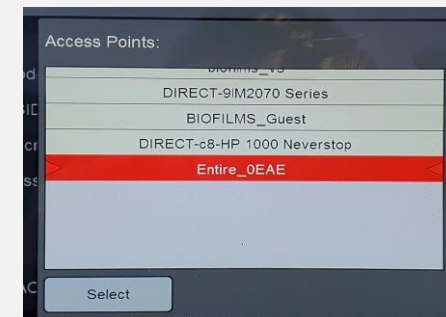 Access Points:
DIRECT-9IM2070 Series
BIOFILMS_Guest
DIRECT-c8-HP 1000 Neverstop
Entire_0EAE
Select